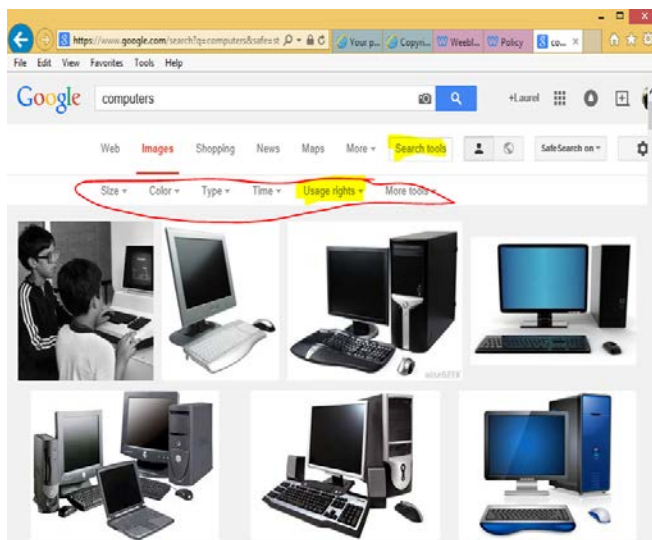 https://www.google.com/search?q=computers&safe=st
Your p...
Copyri...
Weebl...
Policy
co...
File Edit View Favorites Tools Help
Google computers +Laurel
Web Images Shopping News Maps More Search tools SafeSearch on
Size Color Type Time Usage rights More tools
wiseGEEK